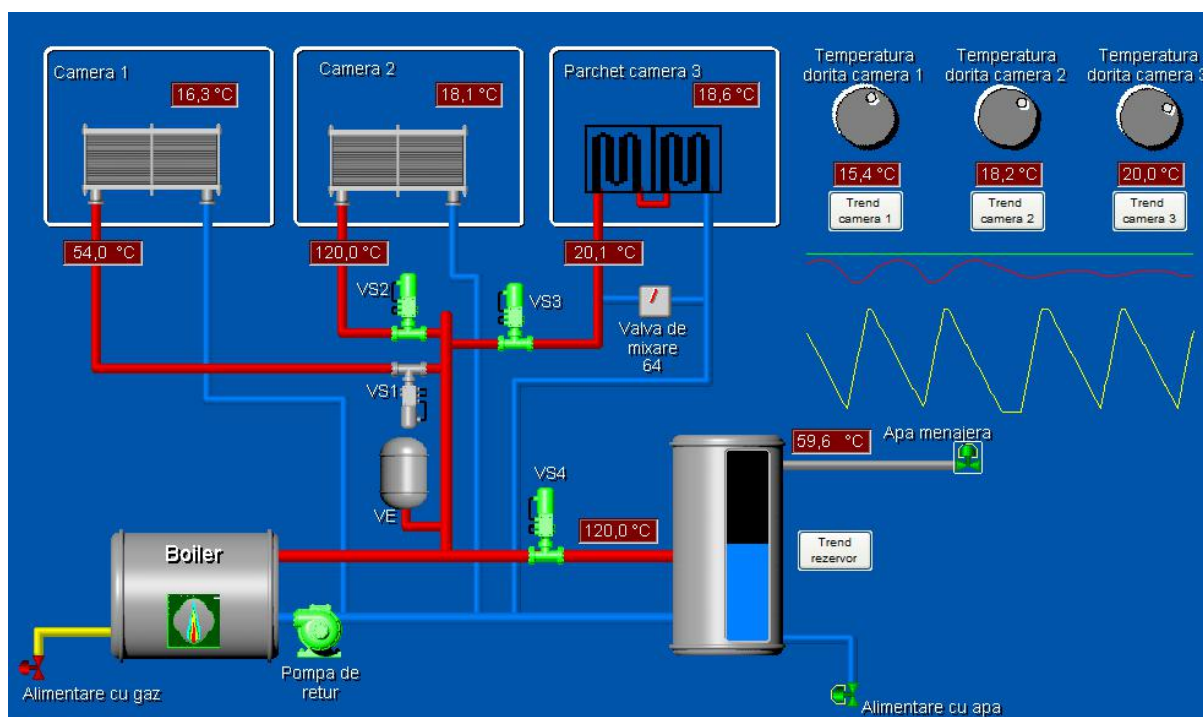 Camera 1
16,3 °C
Camera 2
18,1 °C
Parchet camera 3
18,6 °C
Temperatura
dorita camera 1
Temperatura
dorita camera 2
Temperatura
dorita camera 3
15,4 °C
18,2 °C
20,0 °C
Trend
camera 1
Trend
camera 2
Trend
camera 3
54,0 °C
120,0 °C
20,1 °C
VS2
VS3
Valva de
mixare
64
VS1
VE
VS4
120,0 °C
59,6 °C
Apa menajera
Trend
rezervor
Boiler
Pompa de
retur
Alimentare cu gaz
Alimentare cu apa